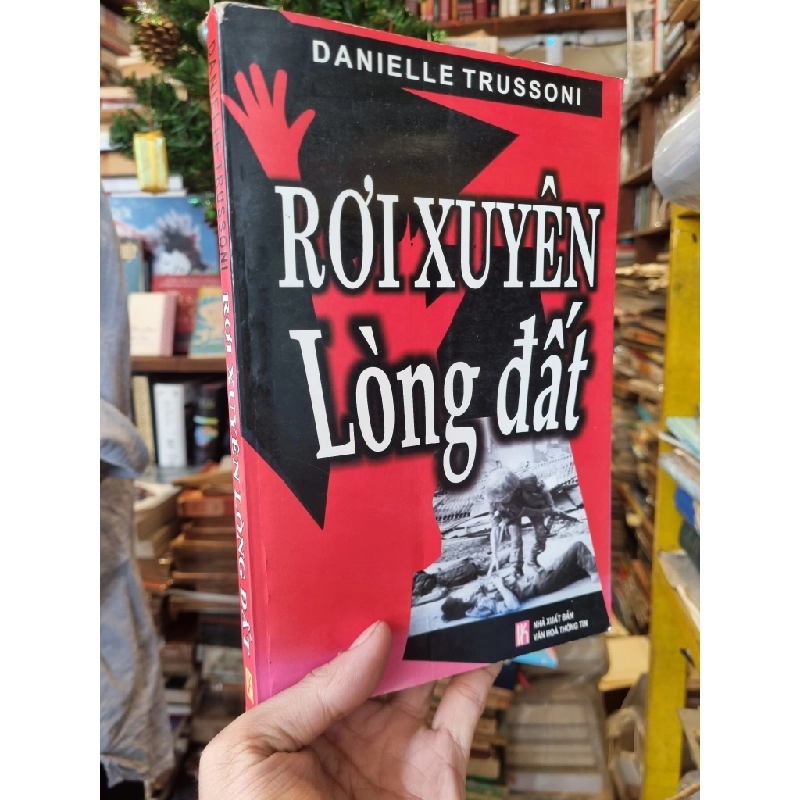 DANIELLE TRUSSONI
RƠI XUYÊN
Lòng đất
NHÀ XUẤT BẢN
VĂN HOÁ THÔNG TIN
DANIELLE TRUSSONI RƠI XUYÊN LÒNG ĐẤT